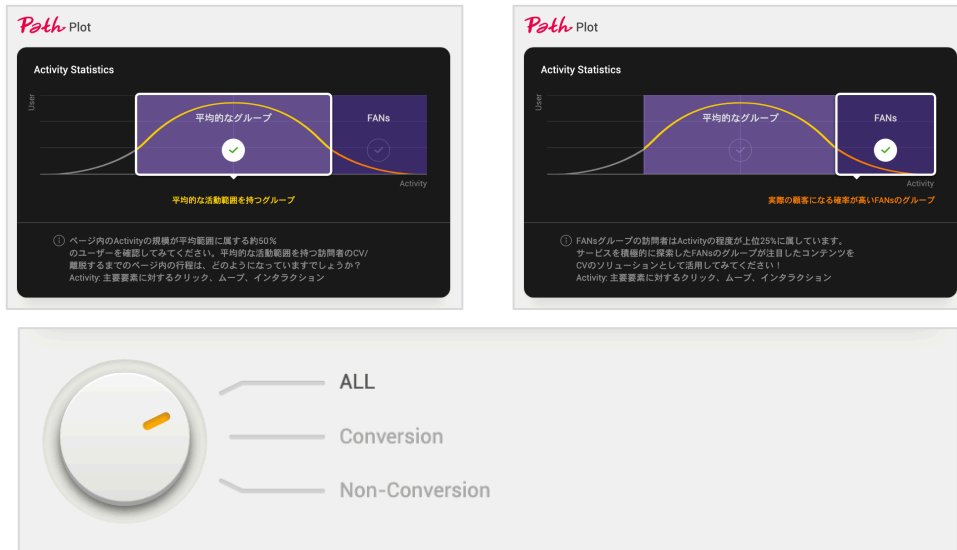 Path Plot
Activity Statistics
User
平均的なグループ
FANs
Activity
平均的な活動範囲を持つグループ
ページ内のActivityの規模が平均範囲に属する約50%
のユーザーを確認してみてください。平均的な活動範囲を持つ訪問者のCV/
離脱するまでのページ内の行程は、どのようになっていますでしょうか？
Activity: 主要要素に対するクリック、ムーブ、インタラクション
Path Plot
Activity Statistics
User
平均的なグループ
FANs
Activity
実際の顧客になる確率が高いFANsのグループ
FANsグループの訪問者はActivityの程度が上位25%に属しています。
サービスを積極的に探索したFANsのグループが注目したコンテンツを
CVのソリューションとして活用してみてください！
Activity: 主要要素に対するクリック、ムーブ、インタラクション
ALL
Conversion
Non-Conversion